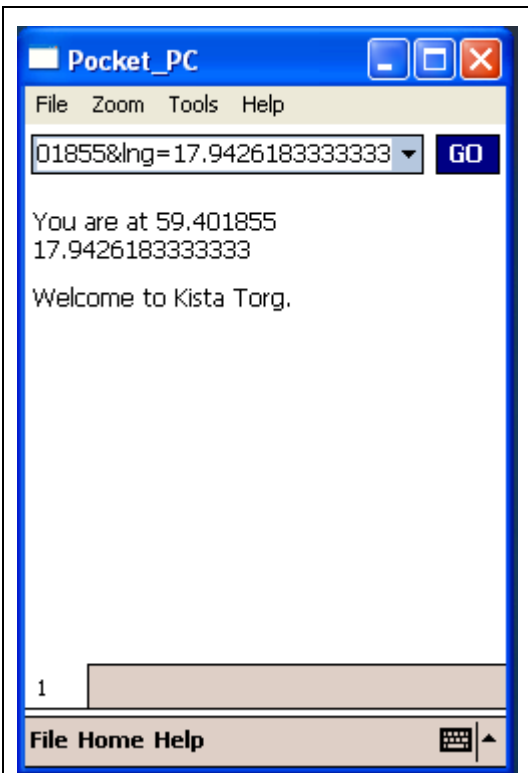 Pocket_PC
File Zoom Tools Help
01855&lng=17.9426183333333 GO
You are at 59.401855
17.9426183333333
Welcome to Kista Torg.
1
File Home Help